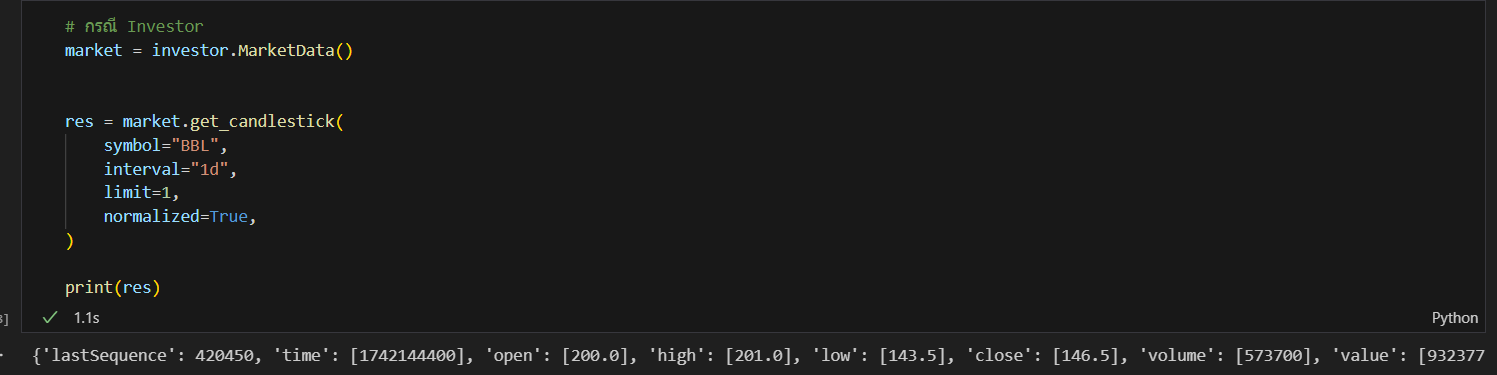 # กรณี Investor
market = investor.MarketData()
res = market.get_candlestick(
symbol="BBL",
interval="1d",
limit=1,
normalized=True,
)
print(res)
1.1s
Python
{'lastSequence': 420450, 'time': [1742144400], 'open': [200.0], 'high': [201.0], 'low': [143.5], 'close': [146.5], 'volume': [573700], 'value': [932377